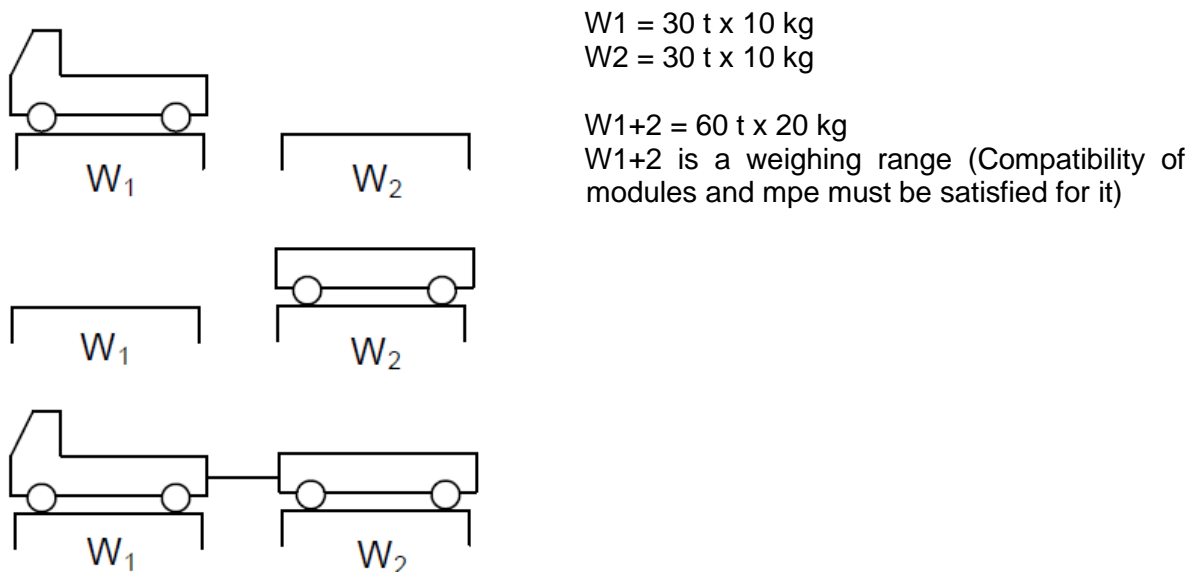 W1 = 30 t x 10 kg
W2 = 30 t x 10 kg
W1+2 = 60 t x 20 kg
W1+2 is a weighing range (Compatibility of
modules and mpe must be satisfied for it)
W₁ W₂
W₁ W₂
W₁ W₂